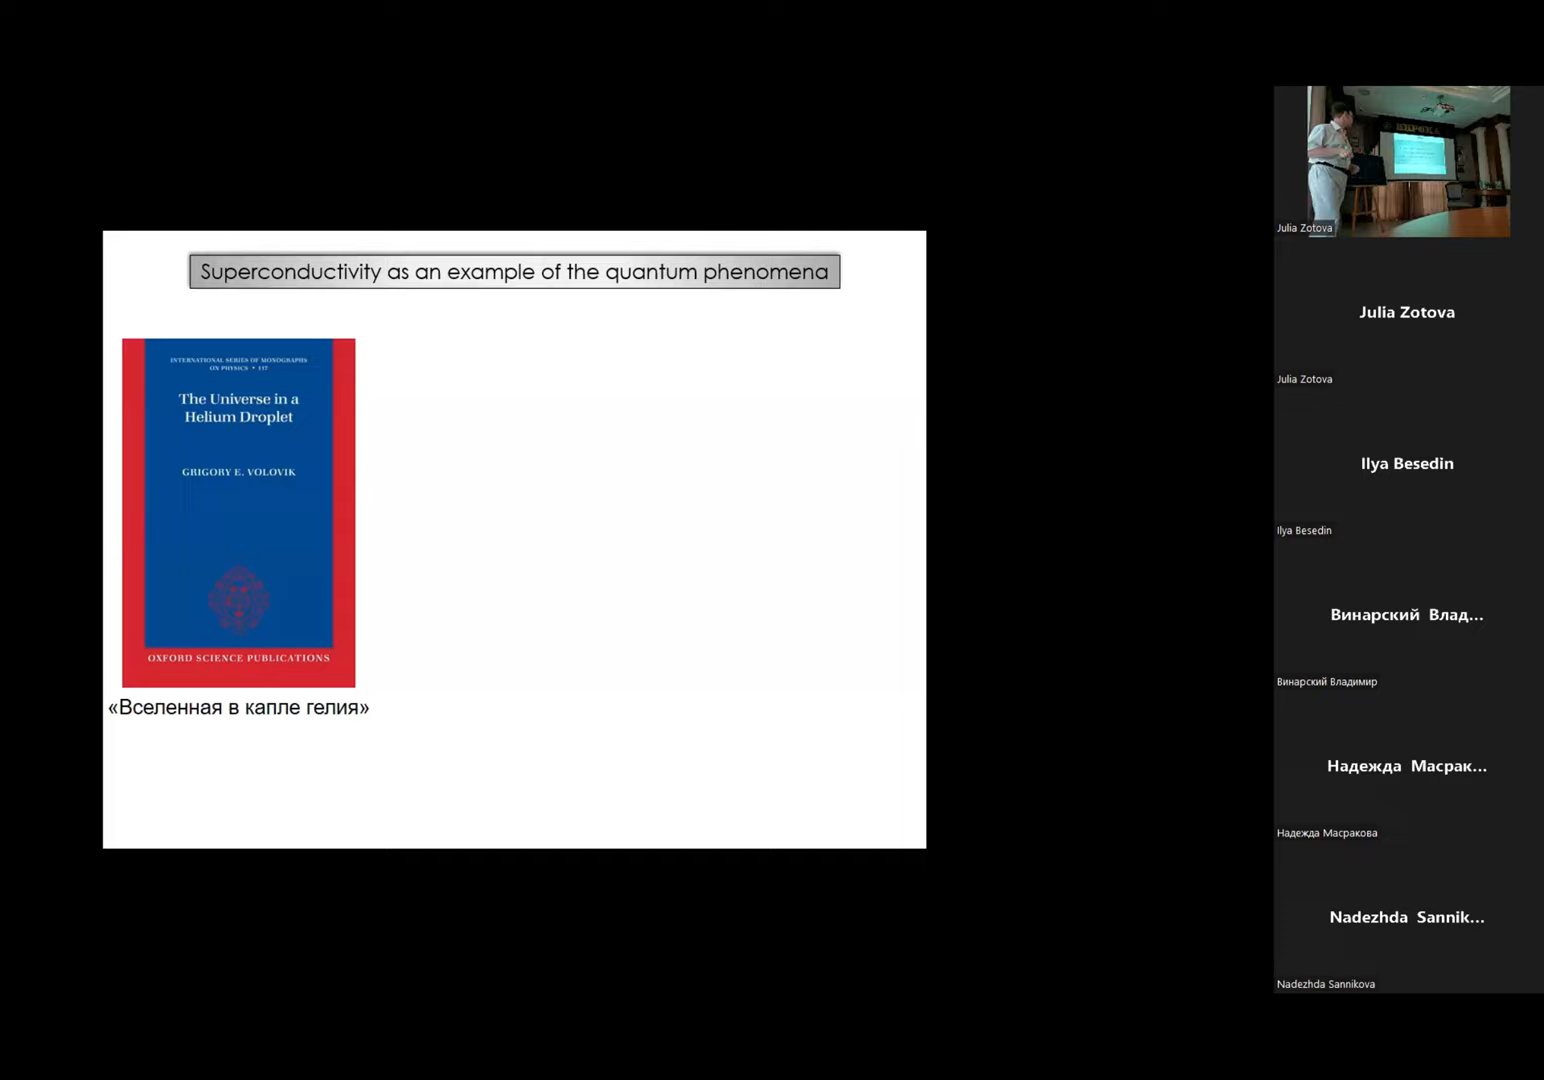 Superconductivity as an example of the quantum phenomena
INTERNATIONAL SERIES OF MONOGRAPHS
ON PHYSICS • 117
The Universe in a
Helium Droplet
GRIGORY E. VOLOVIK
OXFORD SCIENCE PUBLICATIONS
«Вселенная в капле гелия»
Julia Zotova
Julia Zotova
Julia Zotova
Ilya Besedin
Ilya Besedin
Винарский Влад...
Винарский Владимир
Надежда Масрак...
Надежда Масракова
Nadezhda Sannik...
Nadezhda Sannikova